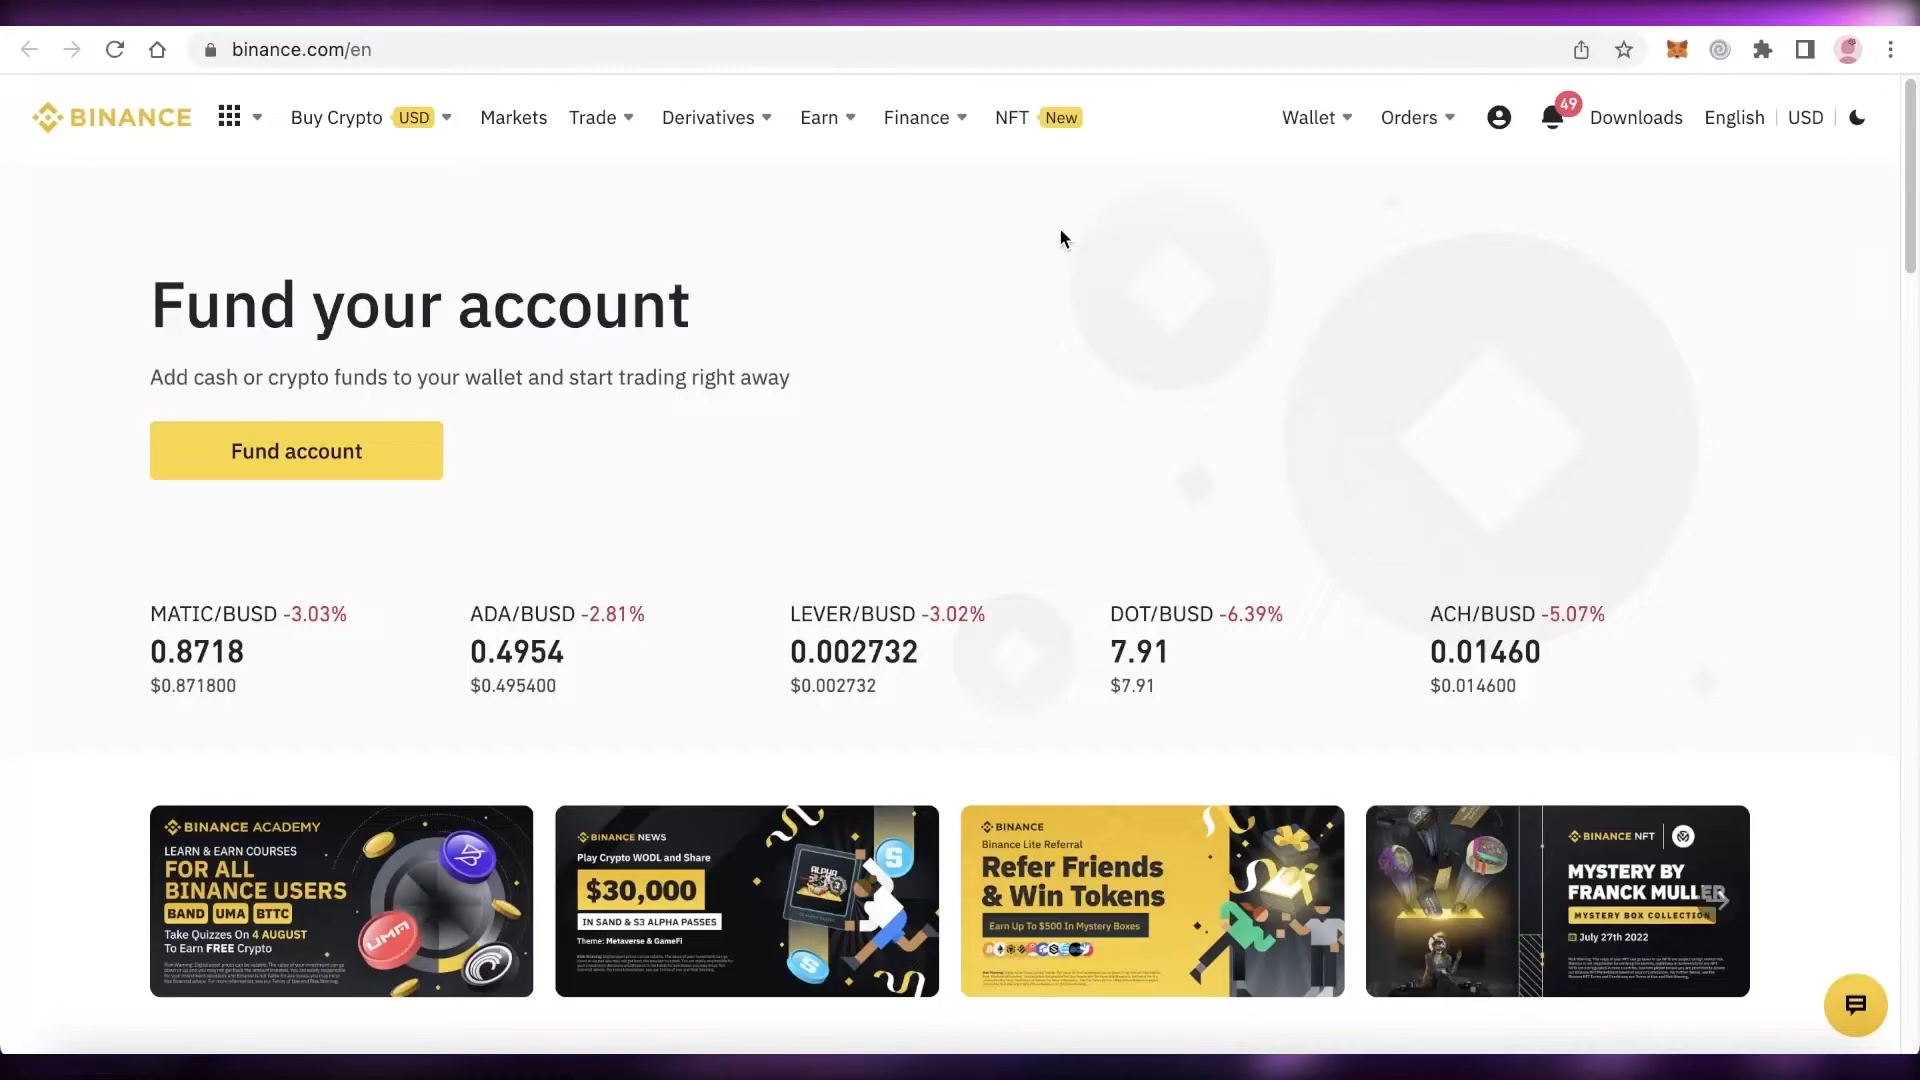 binance.com/en
BINANCE
Buy Crypto USD
Markets
Trade
Derivatives
Earn
Finance
NFT New
Wallet
Orders
49
Downloads
English
USD
Fund your account
Add cash or crypto funds to your wallet and start trading right away
Fund account
MATIC/BUSD -3.03%
0.8718
$0.871800
ADA/BUSD -2.81%
0.4954
$0.495400
LEVER/BUSD -3.02%
0.002732
$0.002732
DOT/BUSD -6.39%
7.91
$7.91
ACH/BUSD -5.07%
0.01460
$0.014600
BINANCE ACADEMY
LEARN & EARN COURSES
FOR ALL
BINANCE USERS
BAND UMA BTTC
Take Quizzes On 4 AUGUST
To Earn FREE Crypto
UMA
BINANCE NEWS
Play Crypto WODL and Share
$30,000
IN SAND & S3 ALPHA PASSES
Theme: Metaverse & GameFi
ALPHA
S
S
BINANCE
Binance Lite Referral
Refer Friends
& Win Tokens
Earn Up To $500 In Mystery Boxes
BINANCE NFT
MYSTERY BY
FRANCK MULLER
MYSTERY BOX COLLECTION
July 27th 2022